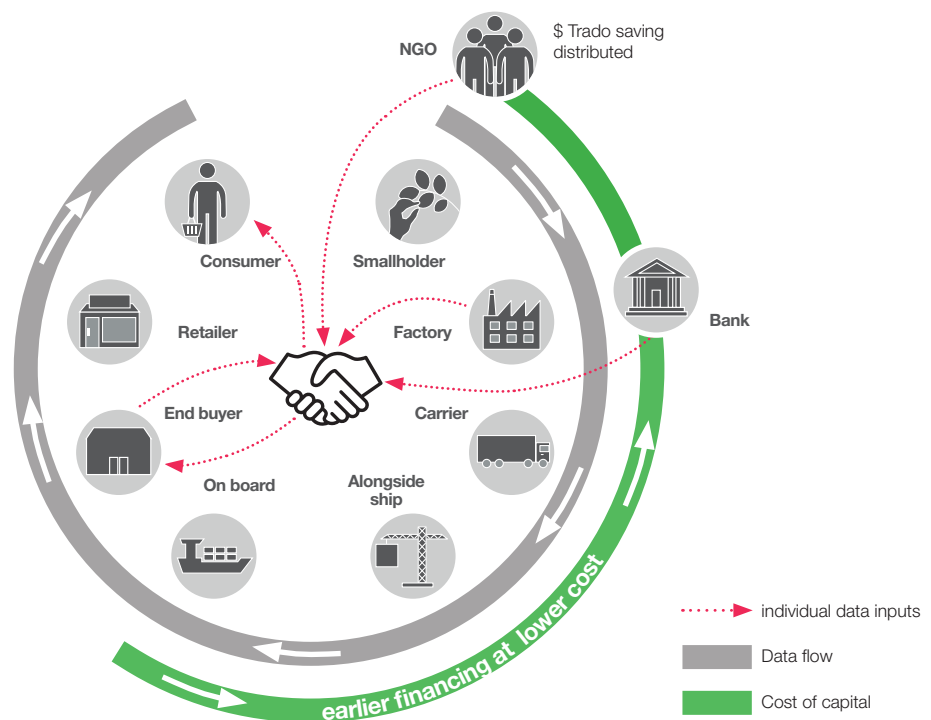 NGO
$ Trado saving
distributed
Consumer
Smallholder
Retailer
Factory
Bank
End buyer
Carrier
On board
Alongside
ship
earlier financing at lower cost
individual data inputs
Data flow
Cost of capital